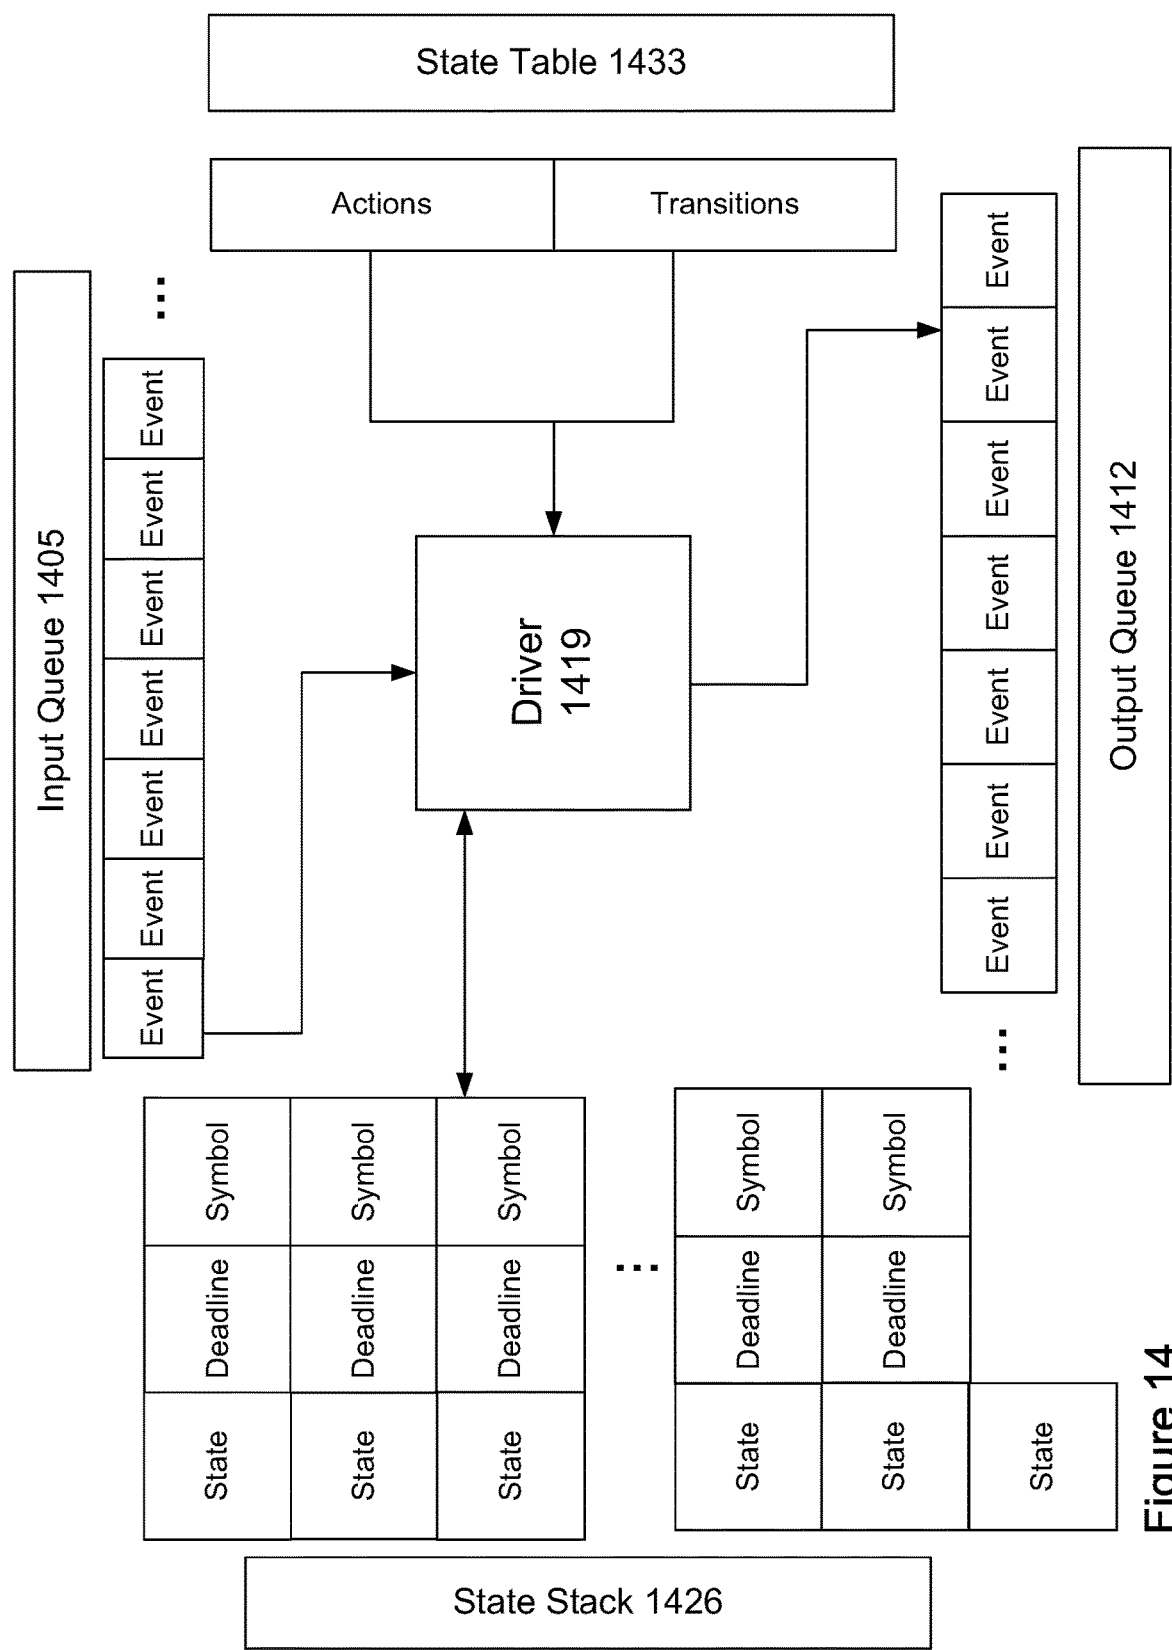 State Table 1433
Actions
Transitions
Input Queue 1405
Event
Event
Event
Event
Event
Event
Event
...
Driver
1419
Event
Event
Event
Event
Event
Event
Event
...
Output Queue 1412
Symbol
Symbol
Symbol
...
Symbol
Symbol
Deadline
Deadline
Deadline
Deadline
Deadline
State
State
State
State
State
State
State Stack 1426
Figure 14